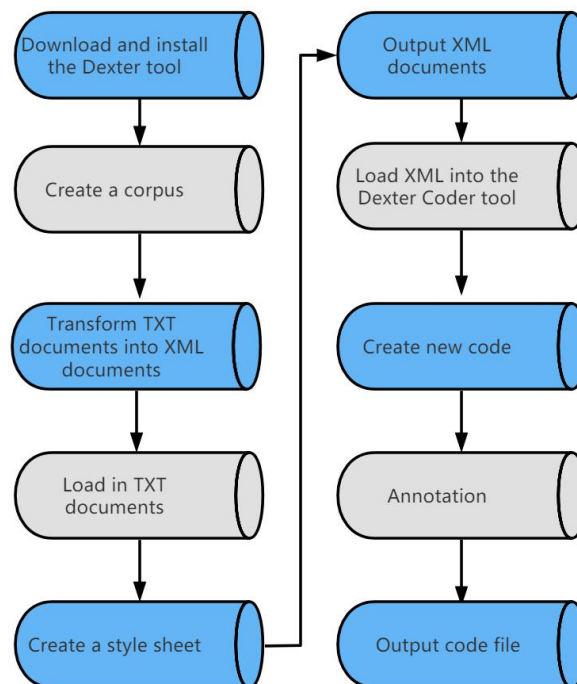 Download and install
the Dexter tool
Create a corpus
Transform TXT
documents into XML
documents
Load in TXT
documents
Create a style sheet
Output XML
documents
Load XML into the
Dexter Coder tool
Create new code
Annotation
Output code file